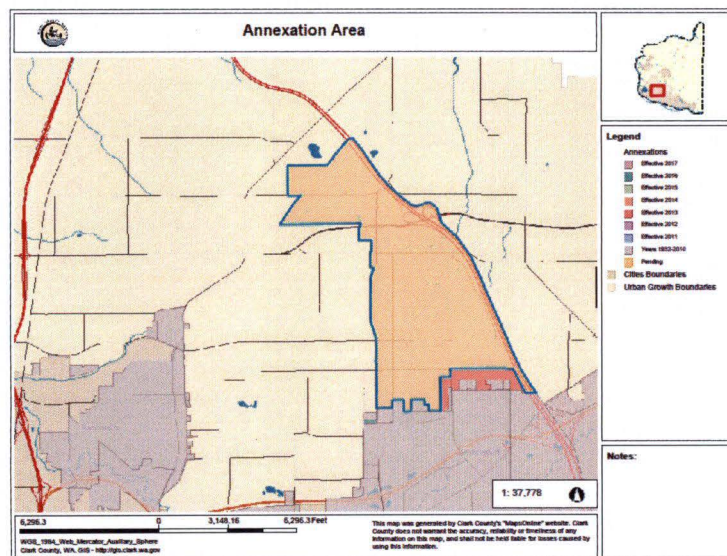 Annexation Area
Legend
Annexations
Effective 2017
Effective 2016
Effective 2015
Effective 2014
Effective 2013
Effective 2012
Effective 2011
Years 1953-2010
Pending
Cities Boundaries
Urban Growth Boundaries
Notes:
1: 37,778
6,296.3 0 3,148.16 6,296.3 Feet
WGS_1984_Web_Mercator_Auxiliary_Sphere
Clark County, WA. GIS - http://gis.clark.wa.gov
This map was generated by Clark County's "MapsOnline" website. Clark
County does not warrant the accuracy, reliability or timeliness of any
information on this map, and shall not be held liable for losses caused by
using this information.